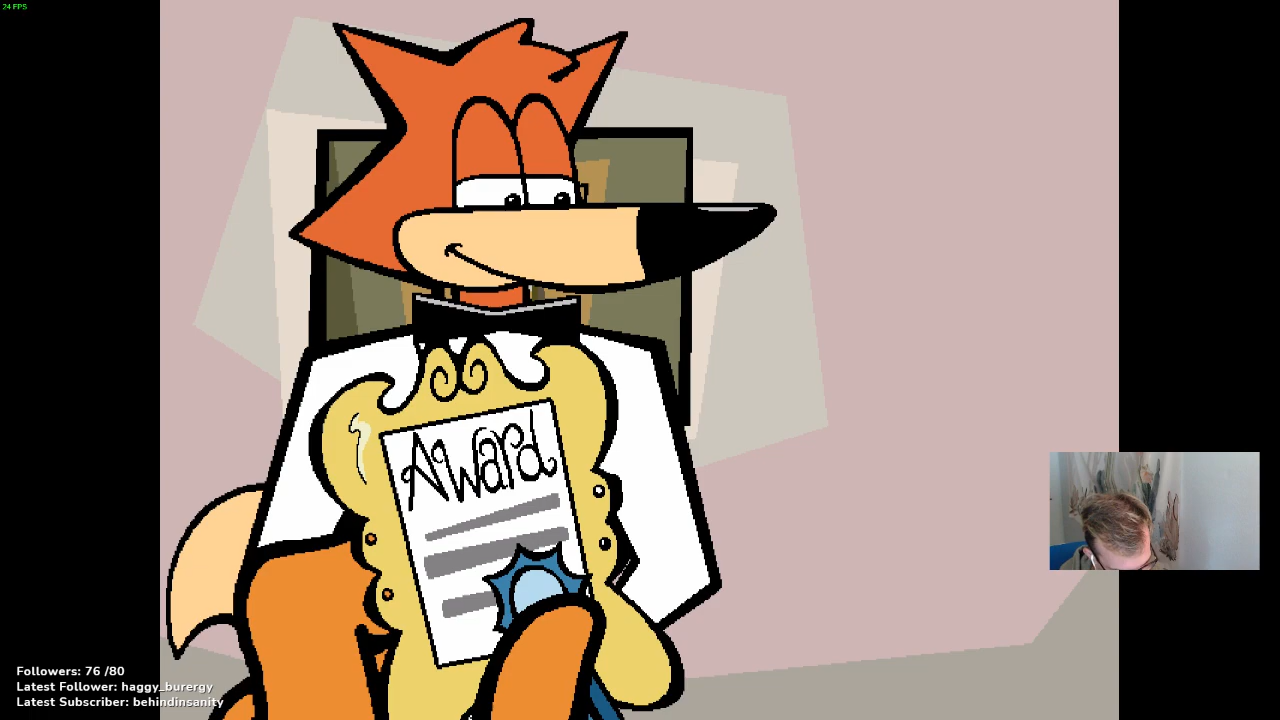 24 FPS
Award
Followers: 76 /80
Latest Follower: haggy_burergy
Latest Subscriber: behindinsanity